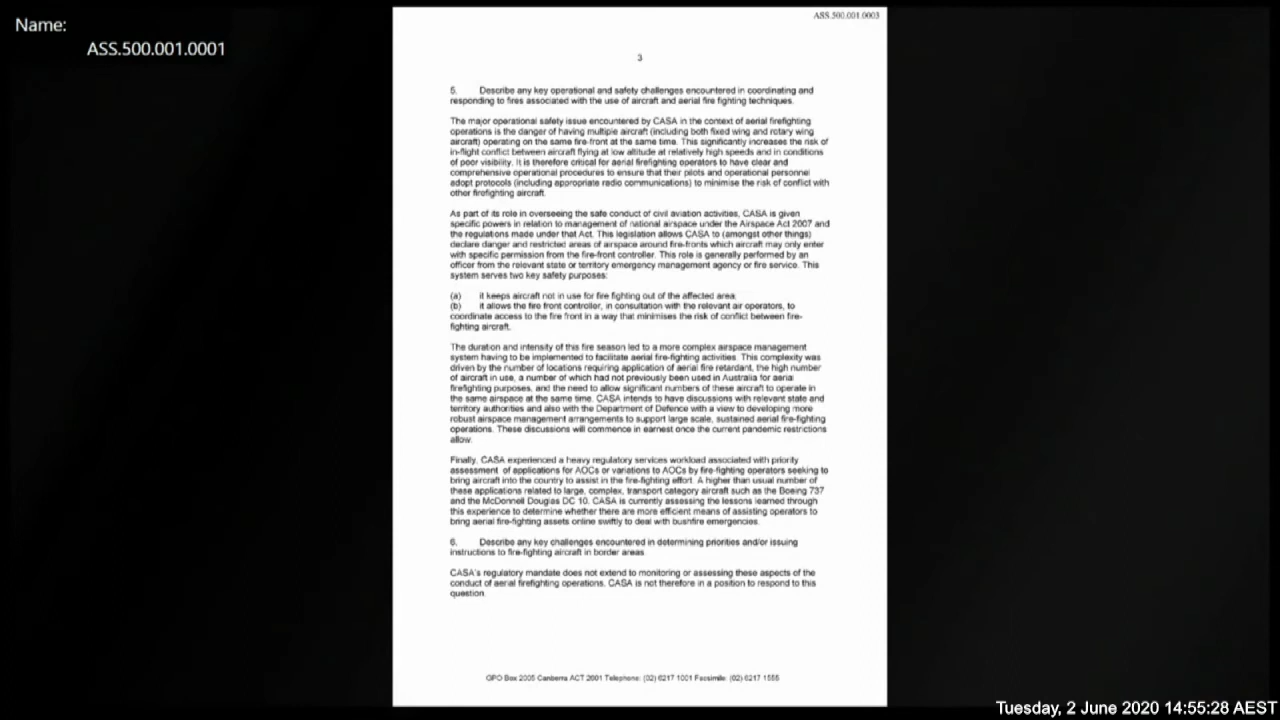 Name:
ASS.500.001.0001
ASS.500.001.0003
3
5. Describe any key operational and safety challenges encountered in coordinating and
responding to fires associated with the use of aircraft and aerial fire fighting techniques.
The major operational safety issue encountered by CASA in the context of aerial firefighting
operations is the danger of having multiple aircraft (including both fixed wing and rotary wing
aircraft) operating on the same fire-front at the same time. This significantly increases the risk of
in-flight conflict between aircraft flying at low altitude at relatively high speeds and in conditions
of poor visibility. It is therefore critical for aerial firefighting operators to have clear and
comprehensive operational procedures to ensure that their pilots and operational personnel
adopt protocols (including appropriate radio communications) to minimise the risk of conflict with
other firefighting aircraft.
As part of its role in overseeing the safe conduct of civil aviation activities, CASA is given
specific powers in relation to management of national airspace under the Airspace Act 2007 and
the regulations made under that Act. This legislation allows CASA to (amongst other things)
declare danger and restricted areas of airspace around fire-fronts which aircraft may only enter
with specific permission from the fire-front controller. This role is generally performed by an
officer from the relevant state or territory emergency management agency or fire service. This
system serves two key safety purposes:
(a) it keeps aircraft not in use for fire fighting out of the affected area;
(b) it allows the fire front controller, in consultation with the relevant air operators, to
coordinate access to the fire front in a way that minimises the risk of conflict between fire-
fighting aircraft.
The duration and intensity of this fire season led to a more complex airspace management
system having to be implemented to facilitate aerial fire-fighting activities. This complexity was
driven by the number of locations requiring application of aerial fire retardant, the high number
of aircraft in use, a number of which had not previously been used in Australia for aerial
firefighting purposes, and the need to allow significant numbers of these aircraft to operate in
the same airspace at the same time. CASA intends to have discussions with relevant state and
territory authorities and also with the Department of Defence with a view to developing more
robust airspace management arrangements to support large scale, sustained aerial fire-fighting
operations. These discussions will commence in earnest once the current pandemic restrictions
allow.
Finally, CASA experienced a heavy regulatory services workload associated with priority
assessment of applications for AOCs or variations to AOCs by fire-fighting operators seeking to
bring aircraft into the country to assist in the fire-fighting effort. A higher than usual number of
these applications related to large, complex, transport category aircraft such as the Boeing 737
and the McDonnell Douglas DC 10. CASA is currently assessing the lessons learned through
this experience to determine whether there are more efficient means of assisting operators to
bring aerial fire-fighting assets online swiftly to deal with bushfire emergencies.
6. Describe any key challenges encountered in determining priorities and/or issuing
instructions to fire-fighting aircraft in border areas.
CASA's regulatory mandate does not extend to monitoring or assessing these aspects of the
conduct of aerial firefighting operations. CASA is not therefore in a position to respond to this
question.
GPO Box 2005 Canberra ACT 2601 Telephone: (02) 6217 1001 Facsimile: (02) 6217 1555
Tuesday, 2 June 2020 14:55:28 AEST